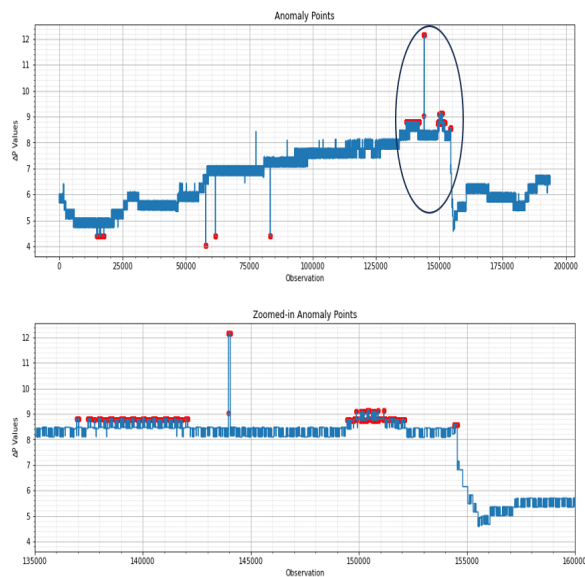 Anomaly Points
12
11
10
9
8
7
6
5
4
ΔP Values
0 25000 50000 75000 100000 125000 150000 175000 200000
Observation
Zoomed-in Anomaly Points
12
11
10
9
8
7
6
5
4
ΔP Values
135000 140000 145000 150000 155000 160000
Observation